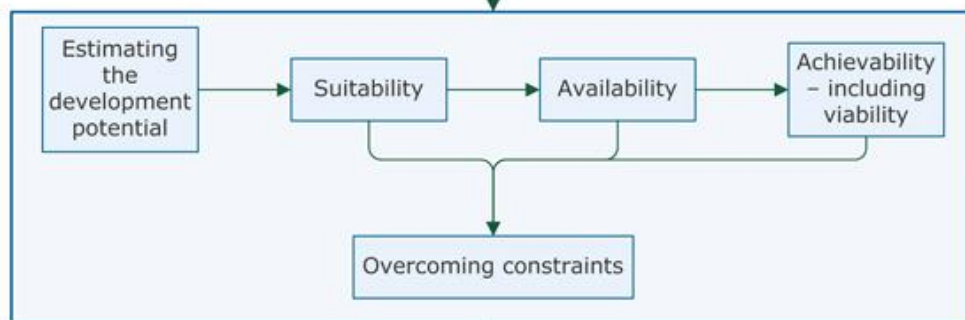 Estimating
the
development
potential
Suitability
Availability
Achievability
– including
viability
Overcoming constraints